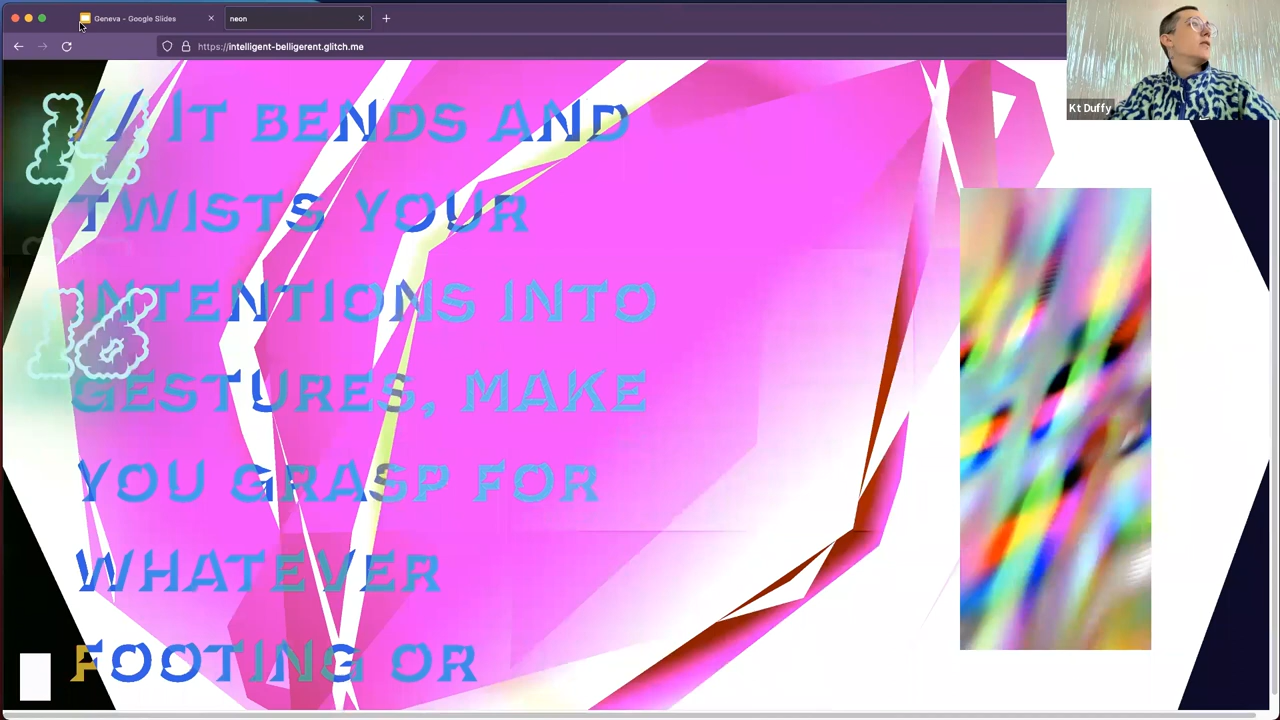 Geneva - Google Slides
neon
https://intelligent-belligerent.glitch.me
Kt Duffy
// IT BENDS AND
TWISTS YOUR
INTENTIONS INTO
GESTURES, MAKE
YOU GRASP FOR
WHATEVER
FOOTING OR
16